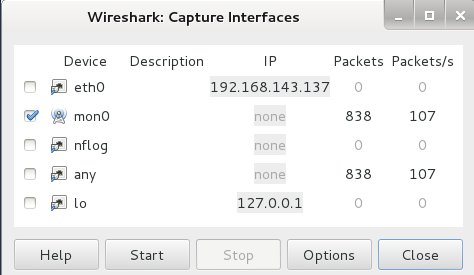 Wireshark: Capture Interfaces
Device Description IP Packets Packets/s
eth0 192.168.143.137 0 0
mon0 none 838 107
nflog none 0 0
any none 838 107
lo 127.0.0.1 0 0
Help Start Stop Options Close